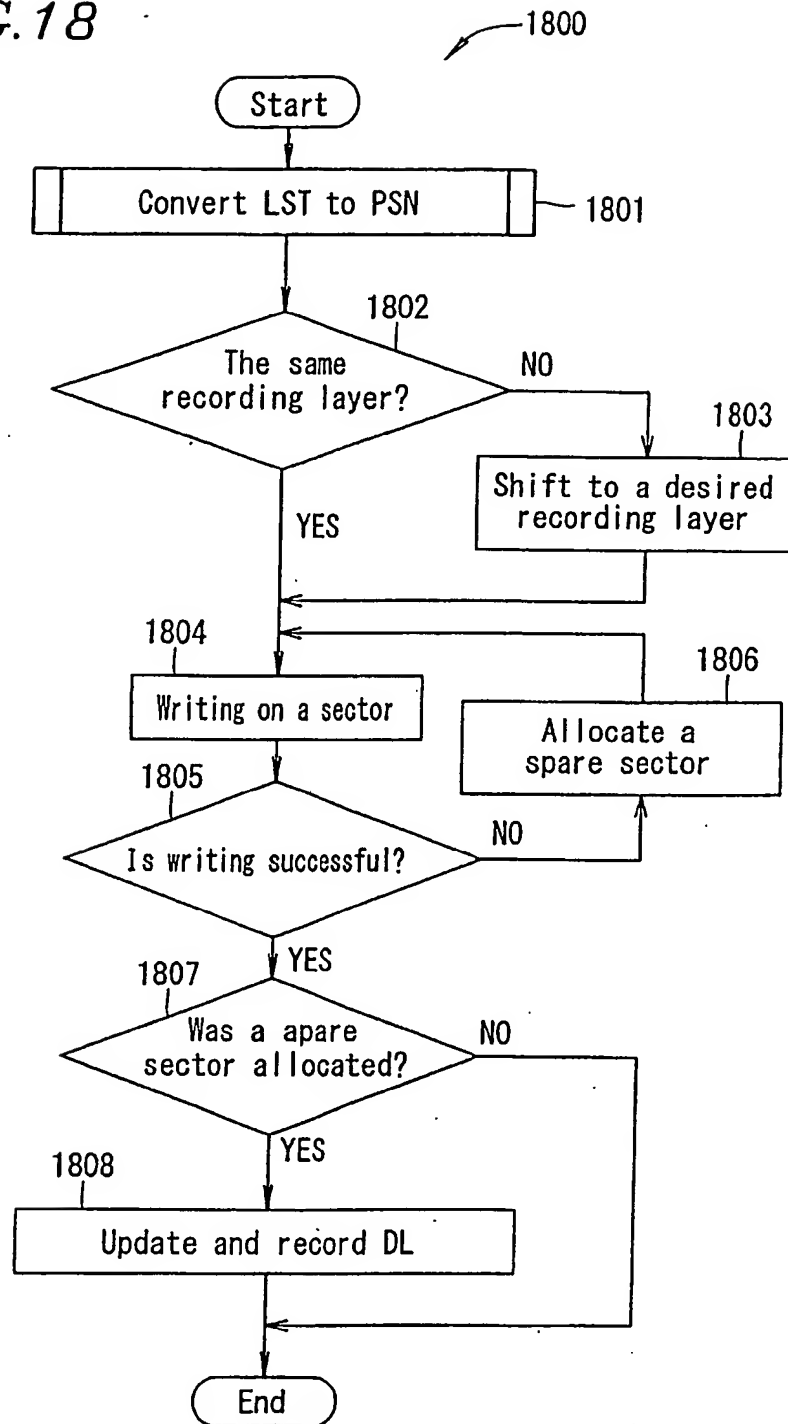 G.18
1800
Start
Convert LST to PSN
1801
1802
The same
recording layer?
NO
1803
Shift to a desired
recording layer
YES
1804
Writing on a sector
1806
Allocate a
spare sector
1805
Is writing successful?
NO
YES
1807
Was a apare
sector allocated?
NO
YES
1808
Update and record DL
End